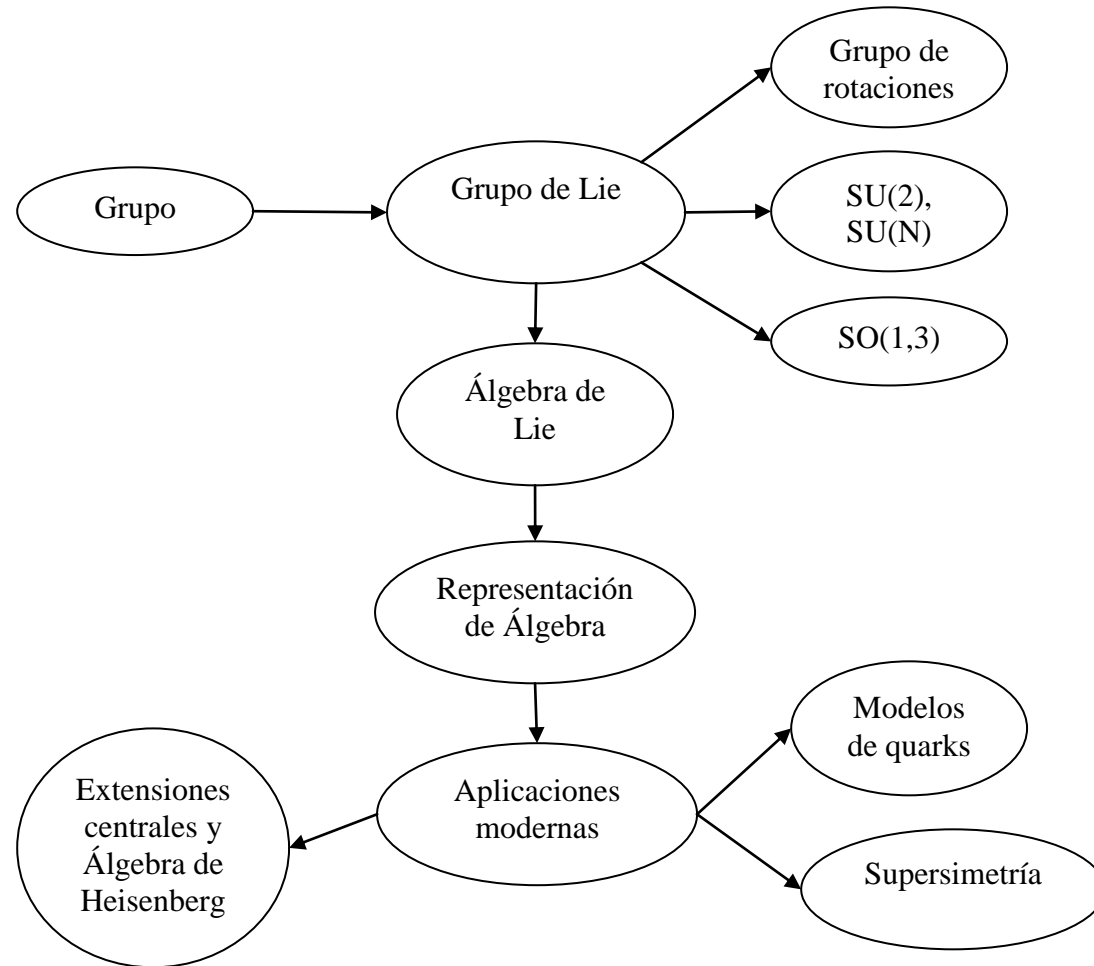 Grupo de
rotaciones
Grupo
Grupo de Lie
SU(2),
SU(N)
SO(1,3)
Álgebra de
Lie
Representación
de Álgebra
Modelos
de quarks
Extensiones
centrales y
Álgebra de
Heisenberg
Aplicaciones
modernas
Supersimetría